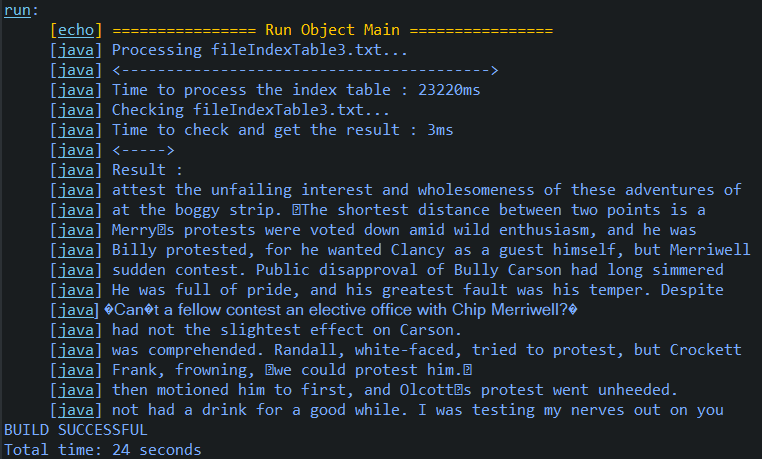 run:
[echo] ================ Run Object Main ================
[java] Processing fileIndexTable3.txt...
[java] <----------------------------------------->
[java] Time to process the index table : 23220ms
[java] Checking fileIndexTable3.txt...
[java] Time to check and get the result : 3ms
[java] <----->
[java] Result :
[java] attest the unfailing interest and wholesomeness of these adventures of
[java] at the boggy strip. �The shortest distance between two points is a
[java] Merry�s protests were voted down amid wild enthusiasm, and he was
[java] Billy protested, for he wanted Clancy as a guest himself, but Merriwell
[java] sudden contest. Public disapproval of Bully Carson had long simmered
[java] He was full of pride, and his greatest fault was his temper. Despite
[java] �Can�t a fellow contest an elective office with Chip Merriwell?�
[java] had not the slightest effect on Carson.
[java] was comprehended. Randall, white-faced, tried to protest, but Crockett
[java] Frank, frowning, �we could protest him.�
[java] then motioned him to first, and Olcott�s protest went unheeded.
[java] not had a drink for a good while. I was testing my nerves out on you
BUILD SUCCESSFUL
Total time: 24 seconds